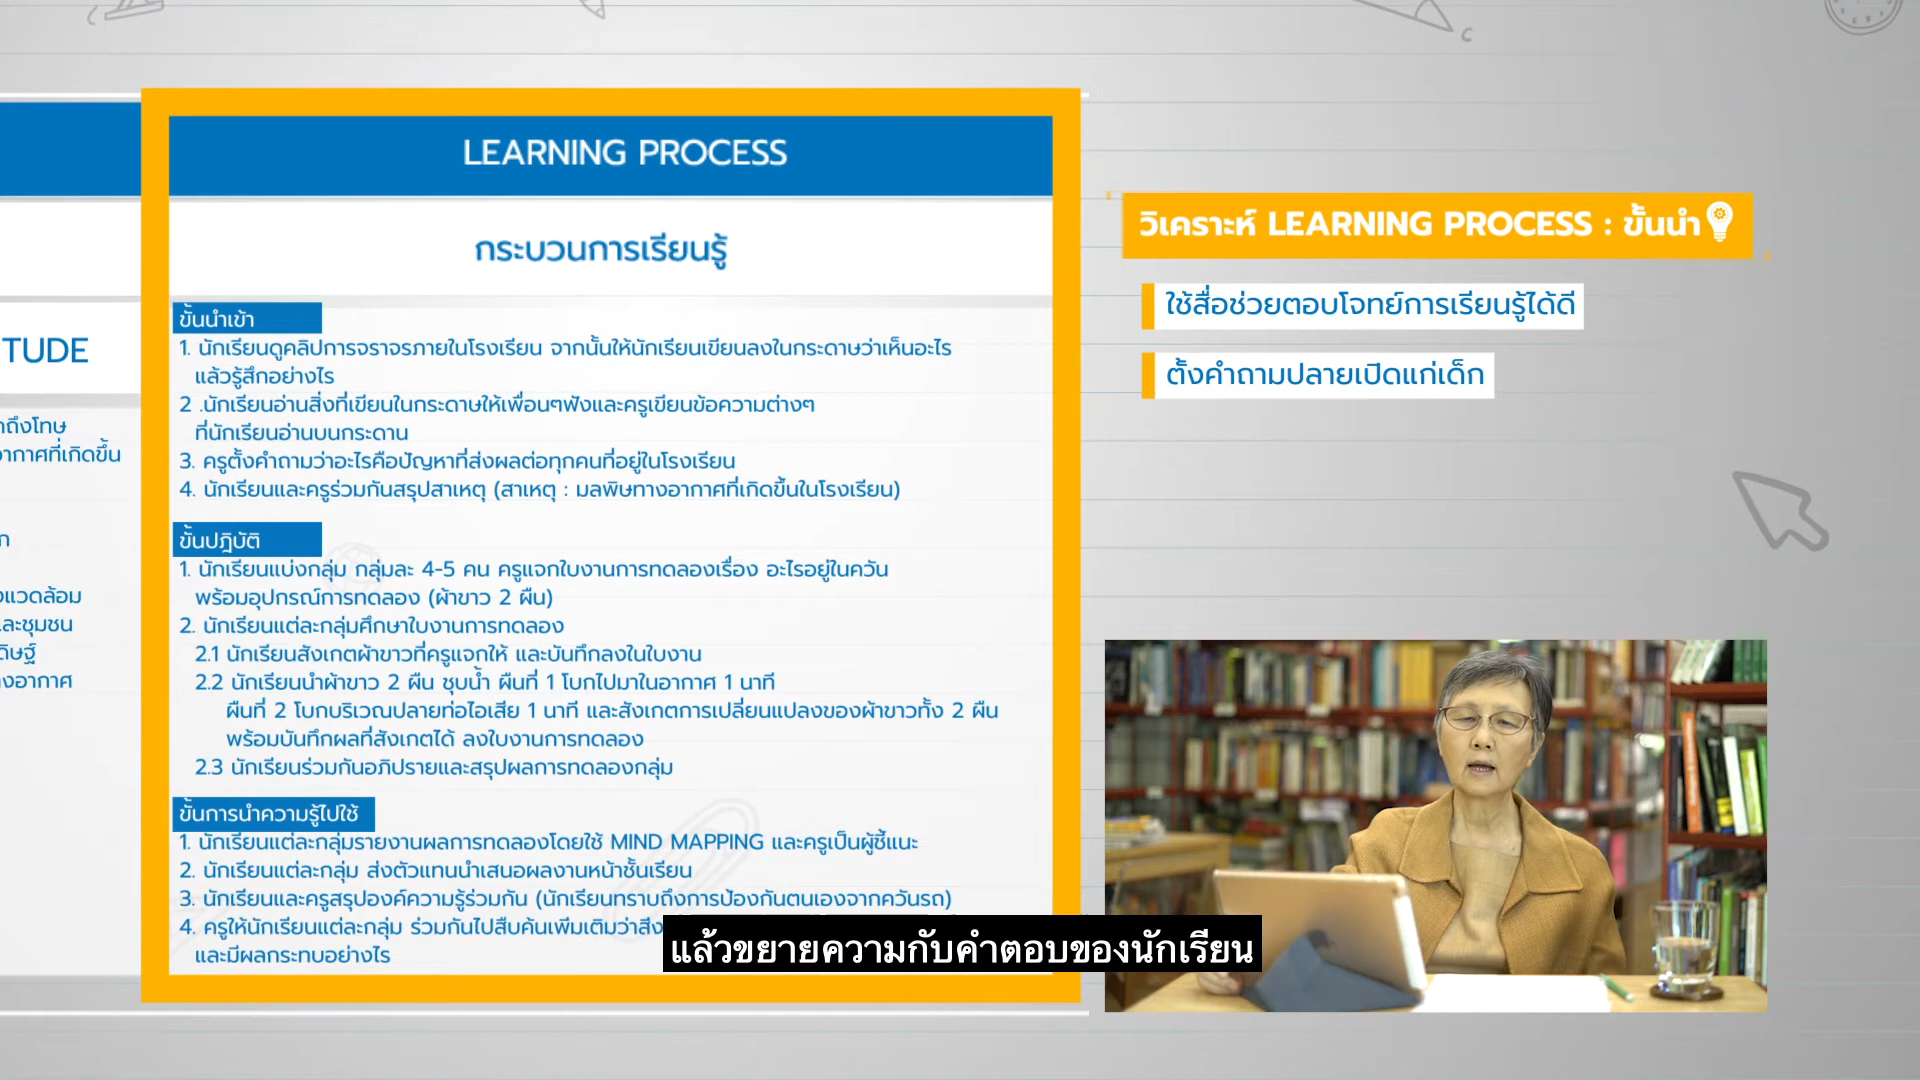 LEARNING PROCESS
กระบวนการเรียนรู้
ขั้นนำเข้า
1. นักเรียนดูคลิปการจราจรภายในโรงเรียน จากนั้นให้นักเรียนเขียนลงในกระดาษว่าเห็นอะไร
แล้วรู้สึกอย่างไร
2 .นักเรียนอ่านสิ่งที่เขียนในกระดาษให้เพื่อนๆฟังและครูเขียนข้อความต่างๆ
ที่นักเรียนอ่านบนกระดาน
3. ครูตั้งคำถามว่าอะไรคือปัญหาที่ส่งผลต่อทุกคนที่อยู่ในโรงเรียน
4. นักเรียนและครูร่วมกันสรุปสาเหตุ (สาเหตุ : มลพิษทางอากาศที่เกิดขึ้นในโรงเรียน)
ขั้นปฎิบัติ
1. นักเรียนแบ่งกลุ่ม กลุ่มละ 4-5 คน ครูแจกใบงานการทดลองเรื่อง อะไรอยู่ในควัน
พร้อมอุปกรณ์การทดลอง (ผ้าขาว 2 ผืน)
2. นักเรียนแต่ละกลุ่มศึกษาใบงานการทดลอง
2.1 นักเรียนสังเกตผ้าขาวที่ครูแจกให้ และบันทึกลงในใบงาน
2.2 นักเรียนนำผ้าขาว 2 ผืน ชุบน้ำ ผืนที่ 1 โบกไปมาในอากาศ 1 นาที
ผืนที่ 2 โบกบริเวณปลายท่อไอเสีย 1 นาที และสังเกตการเปลี่ยนแปลงของผ้าขาวทั้ง 2 ผืน
พร้อมบันทึกผลที่สังเกตได้ ลงใบงานการทดลอง
2.3 นักเรียนร่วมกันอภิปรายและสรุปผลการทดลองกลุ่ม
ขั้นการนำความรู้ไปใช้
1. นักเรียนแต่ละกลุ่มรายงานผลการทดลองโดยใช้ MIND MAPPING และครูเป็นผู้ชี้แนะ
2. นักเรียนแต่ละกลุ่ม ส่งตัวแทนนำเสนอผลงานหน้าชั้นเรียน
3. นักเรียนและครูสรุปองค์ความรู้ร่วมกัน (นักเรียนทราบถึงการป้องกันตนเองจากควันรถ)
4. ครูให้นักเรียนแต่ละกลุ่ม ร่วมกันไปสืบค้นเพิ่มเติมว่าสิ่ง
และมีผลกระทบอย่างไร
TUDE
ถึงโทษ
อากาศที่เกิดขึ้น
แวดล้อม
ละชุมชน
ดิษฐ์
งอากาศ
วิเคราะห์ LEARNING PROCESS : ขั้นนำ
ใช้สื่อช่วยตอบโจทย์การเรียนรู้ได้ดี
ตั้งคำถามปลายเปิดแก่เด็ก
แล้วขยายความกับคำตอบของนักเรียน